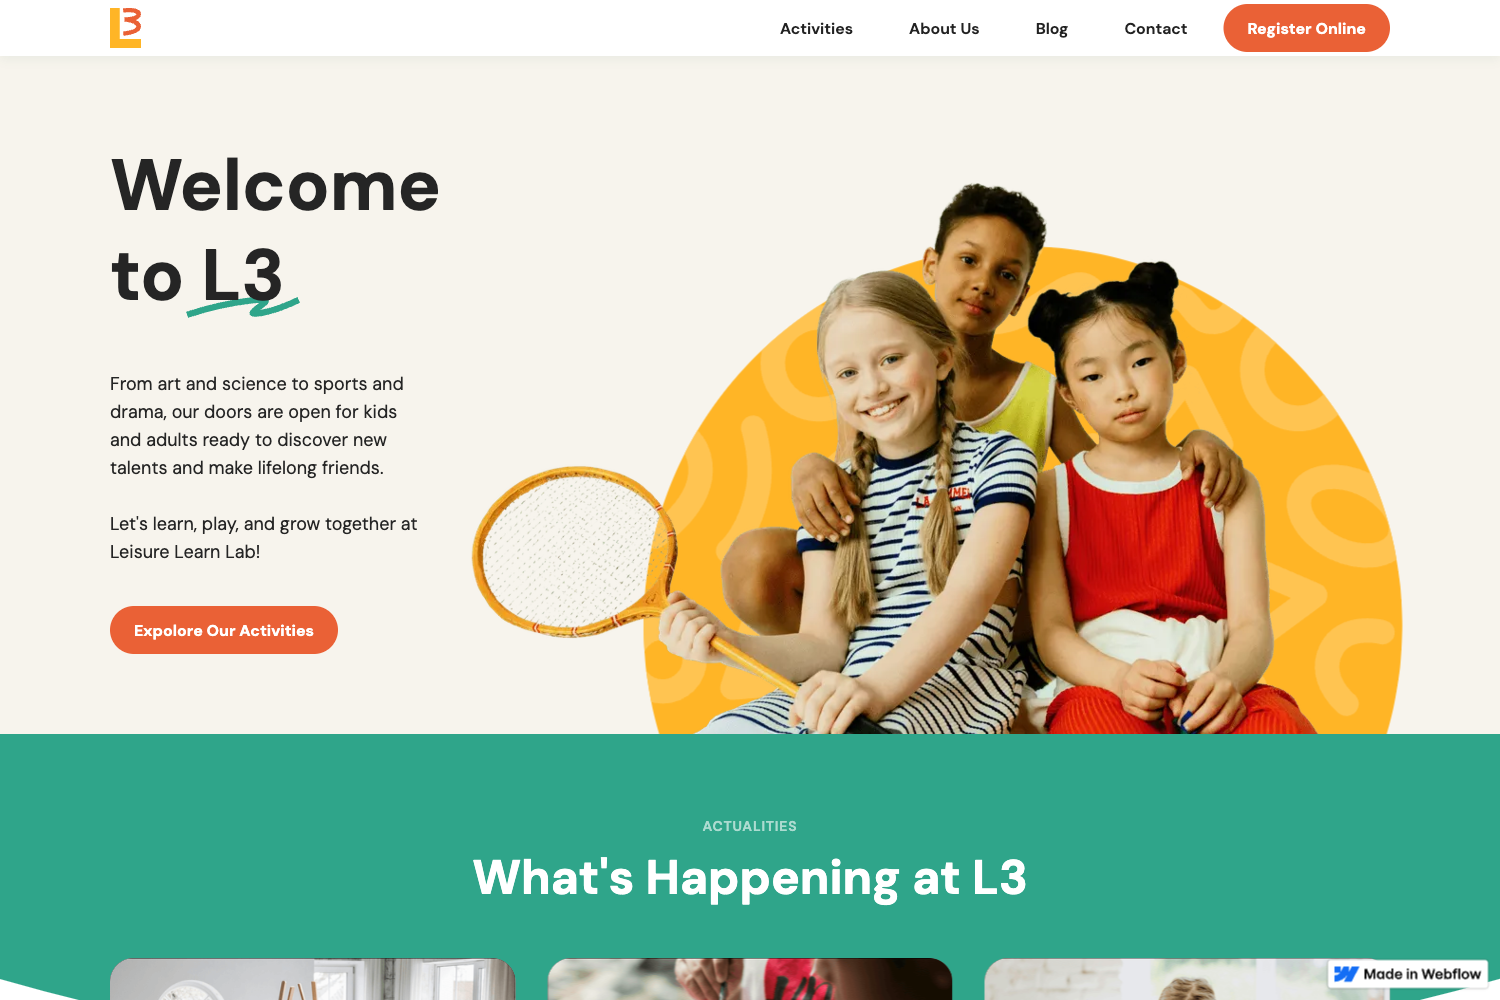 L3
Activities About Us Blog Contact Register Online
Welcome
to L3
From art and science to sports and
drama, our doors are open for kids
and adults ready to discover new
talents and make lifelong friends.
Let's learn, play, and grow together at
Leisure Learn Lab!
Expolore Our Activities
ACTUALITIES
What's Happening at L3
Made in Webflow